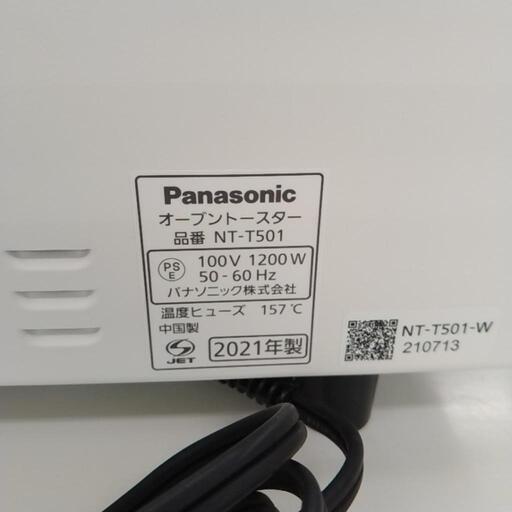 Panasonic
オーブントースター
品番 NT-T501
PSE 100V 1200W
50-60Hz
パナソニック株式会社
温度ヒューズ 157℃
中国製
JET 2021年製
NT-T501-W
210713